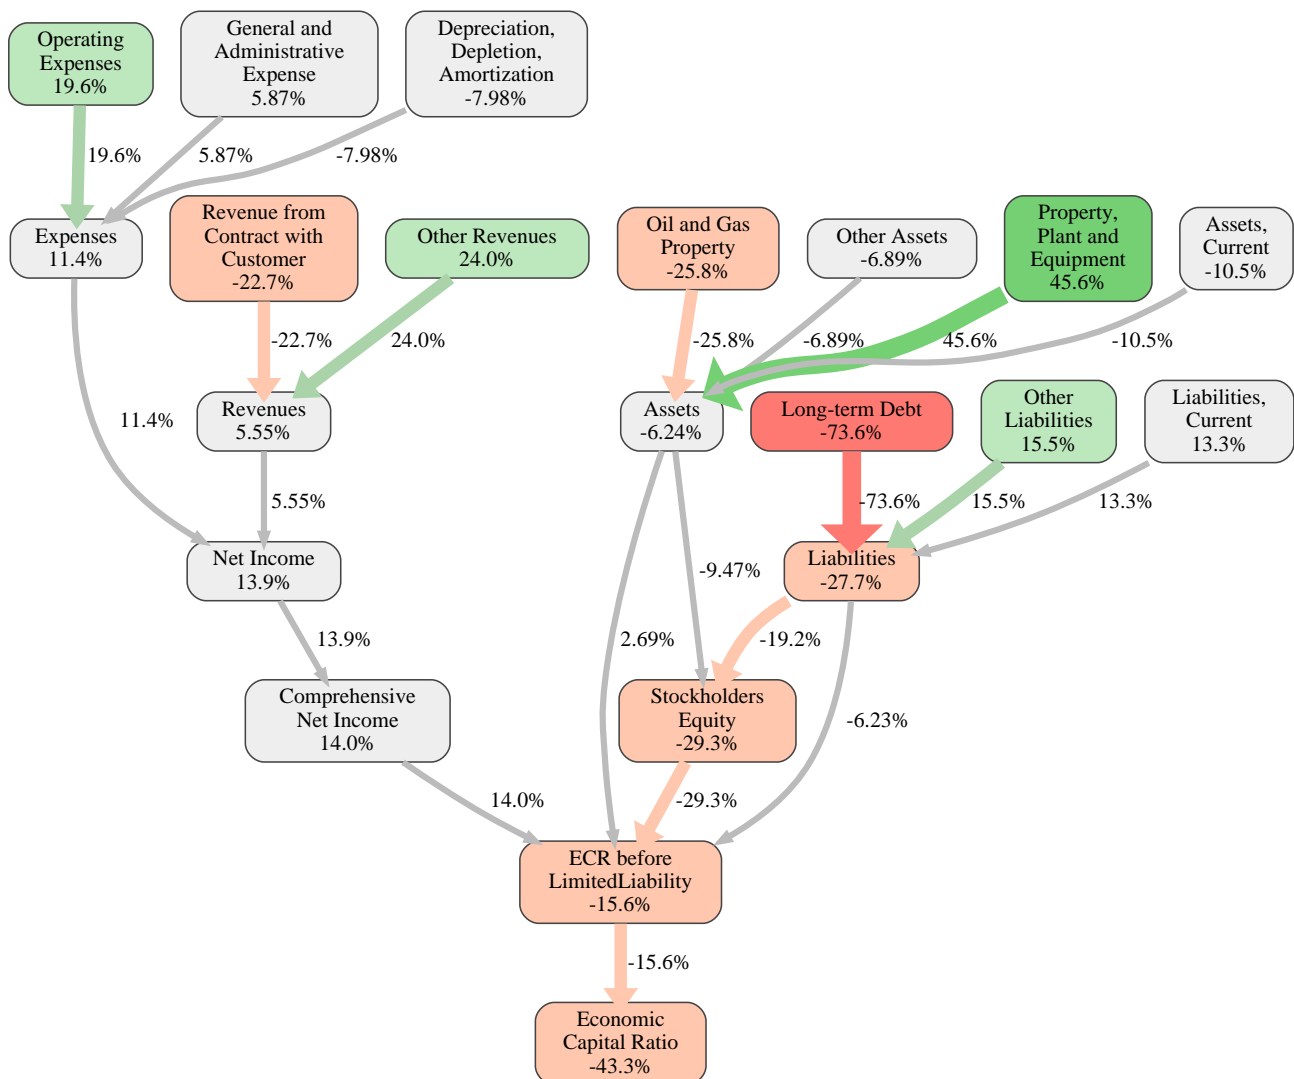 Operating
Expenses
19.6%
General and
Administrative
Expense
5.87%
Depreciation,
Depletion,
Amortization
-7.98%
19.6%
5.87%
-7.98%
Expenses
11.4%
Revenue from
Contract with
Customer
-22.7%
Other Revenues
24.0%
Oil and Gas
Property
-25.8%
Other Assets
-6.89%
Property,
Plant and
Equipment
45.6%
Assets,
Current
-10.5%
-22.7%
24.0%
-25.8%
-6.89%
45.6%
-10.5%
11.4%
Revenues
5.55%
Assets
-6.24%
Long-term Debt
-73.6%
Other
Liabilities
15.5%
Liabilities,
Current
13.3%
5.55%
-73.6%
15.5%
13.3%
Net Income
13.9%
-9.47%
Liabilities
-27.7%
13.9%
2.69%
-19.2%
Comprehensive
Net Income
14.0%
Stockholders
Equity
-29.3%
-6.23%
14.0%
-29.3%
ECR before
LimitedLiability
-15.6%
-15.6%
Economic
Capital Ratio
-43.3%